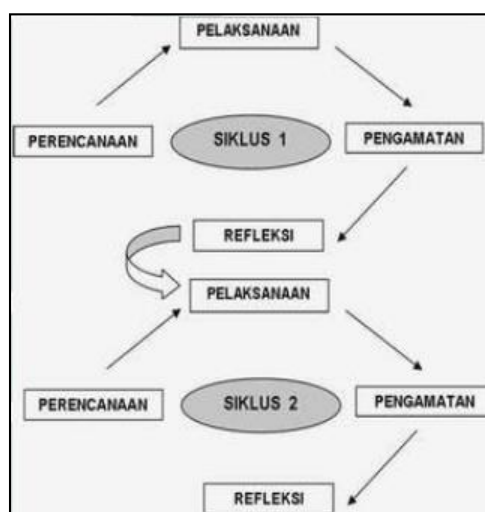 PELAKSANAAN
PERENCANAAN
SIKLUS 1
PENGAMATAN
REFLEKSI
PELAKSANAAN
PERENCANAAN
SIKLUS 2
PENGAMATAN
REFLEKSI